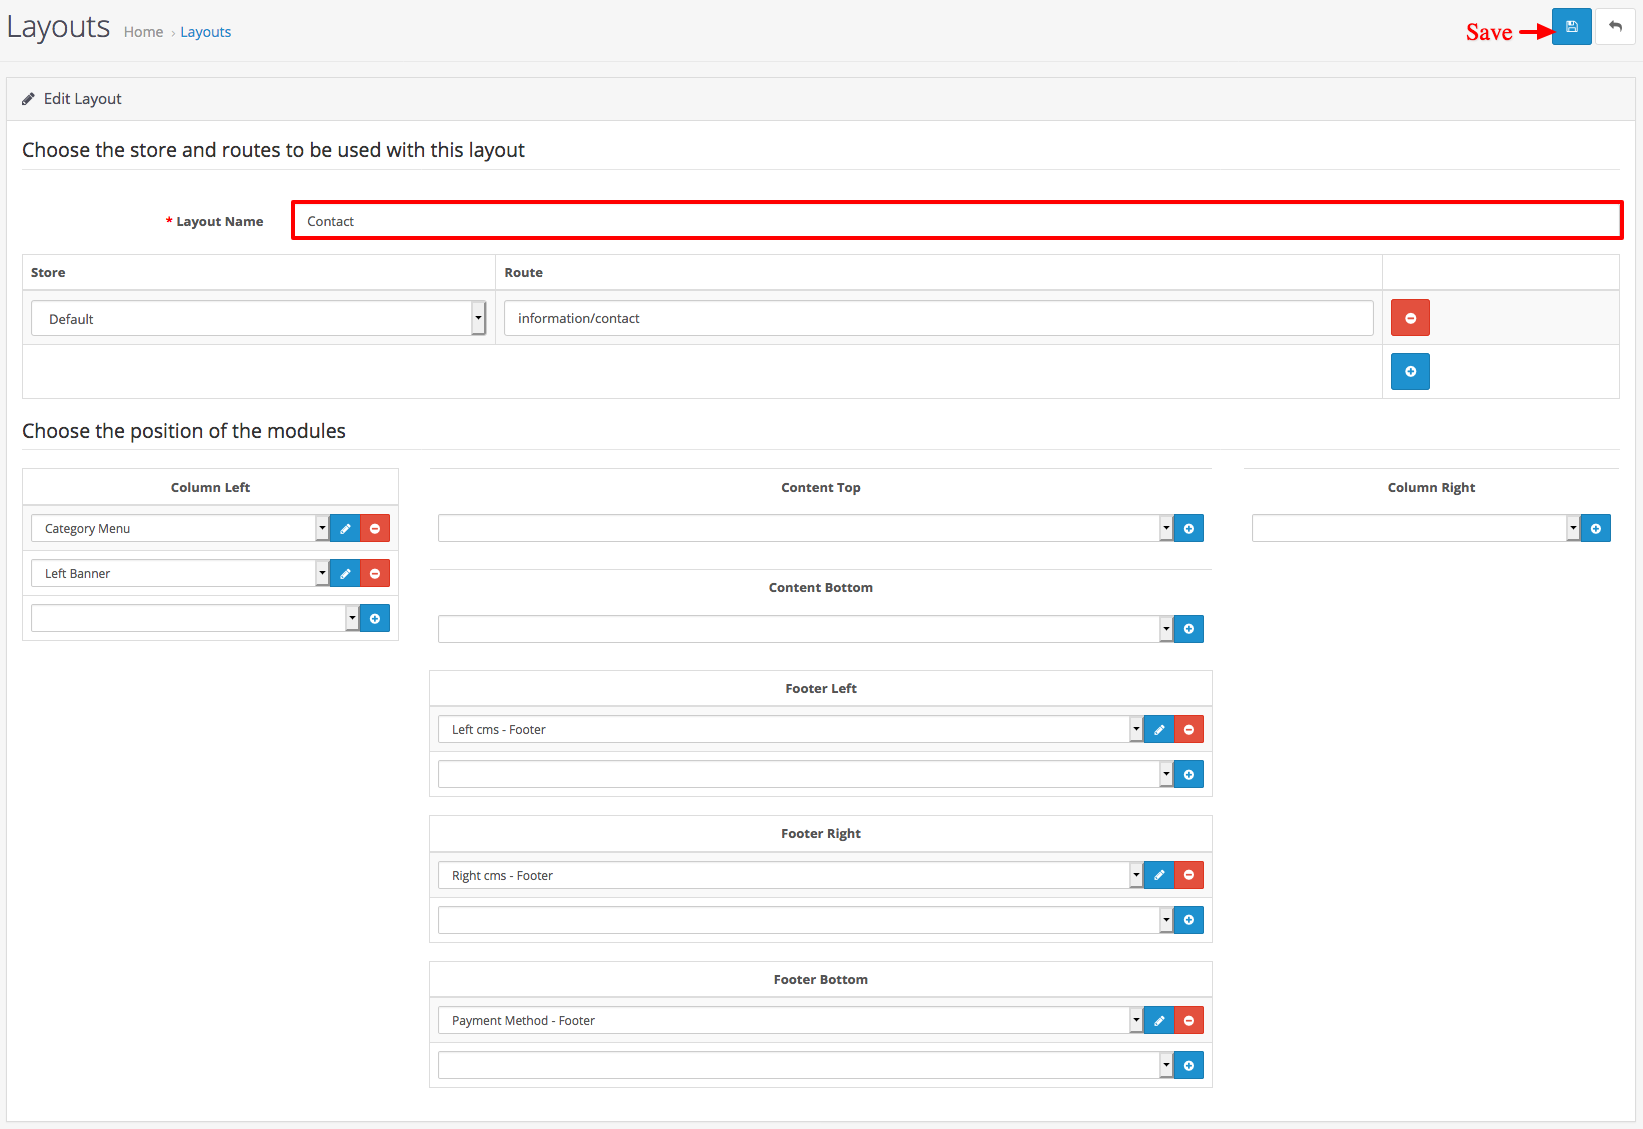 Layouts Home › Layouts
Save
Edit Layout
Choose the store and routes to be used with this layout
* Layout Name Contact
Store Route
Default information/contact
Choose the position of the modules
Column Left Content Top Column Right
Category Menu
Left Banner
Content Bottom
Footer Left
Left cms - Footer
Footer Right
Right cms - Footer
Footer Bottom
Payment Method - Footer